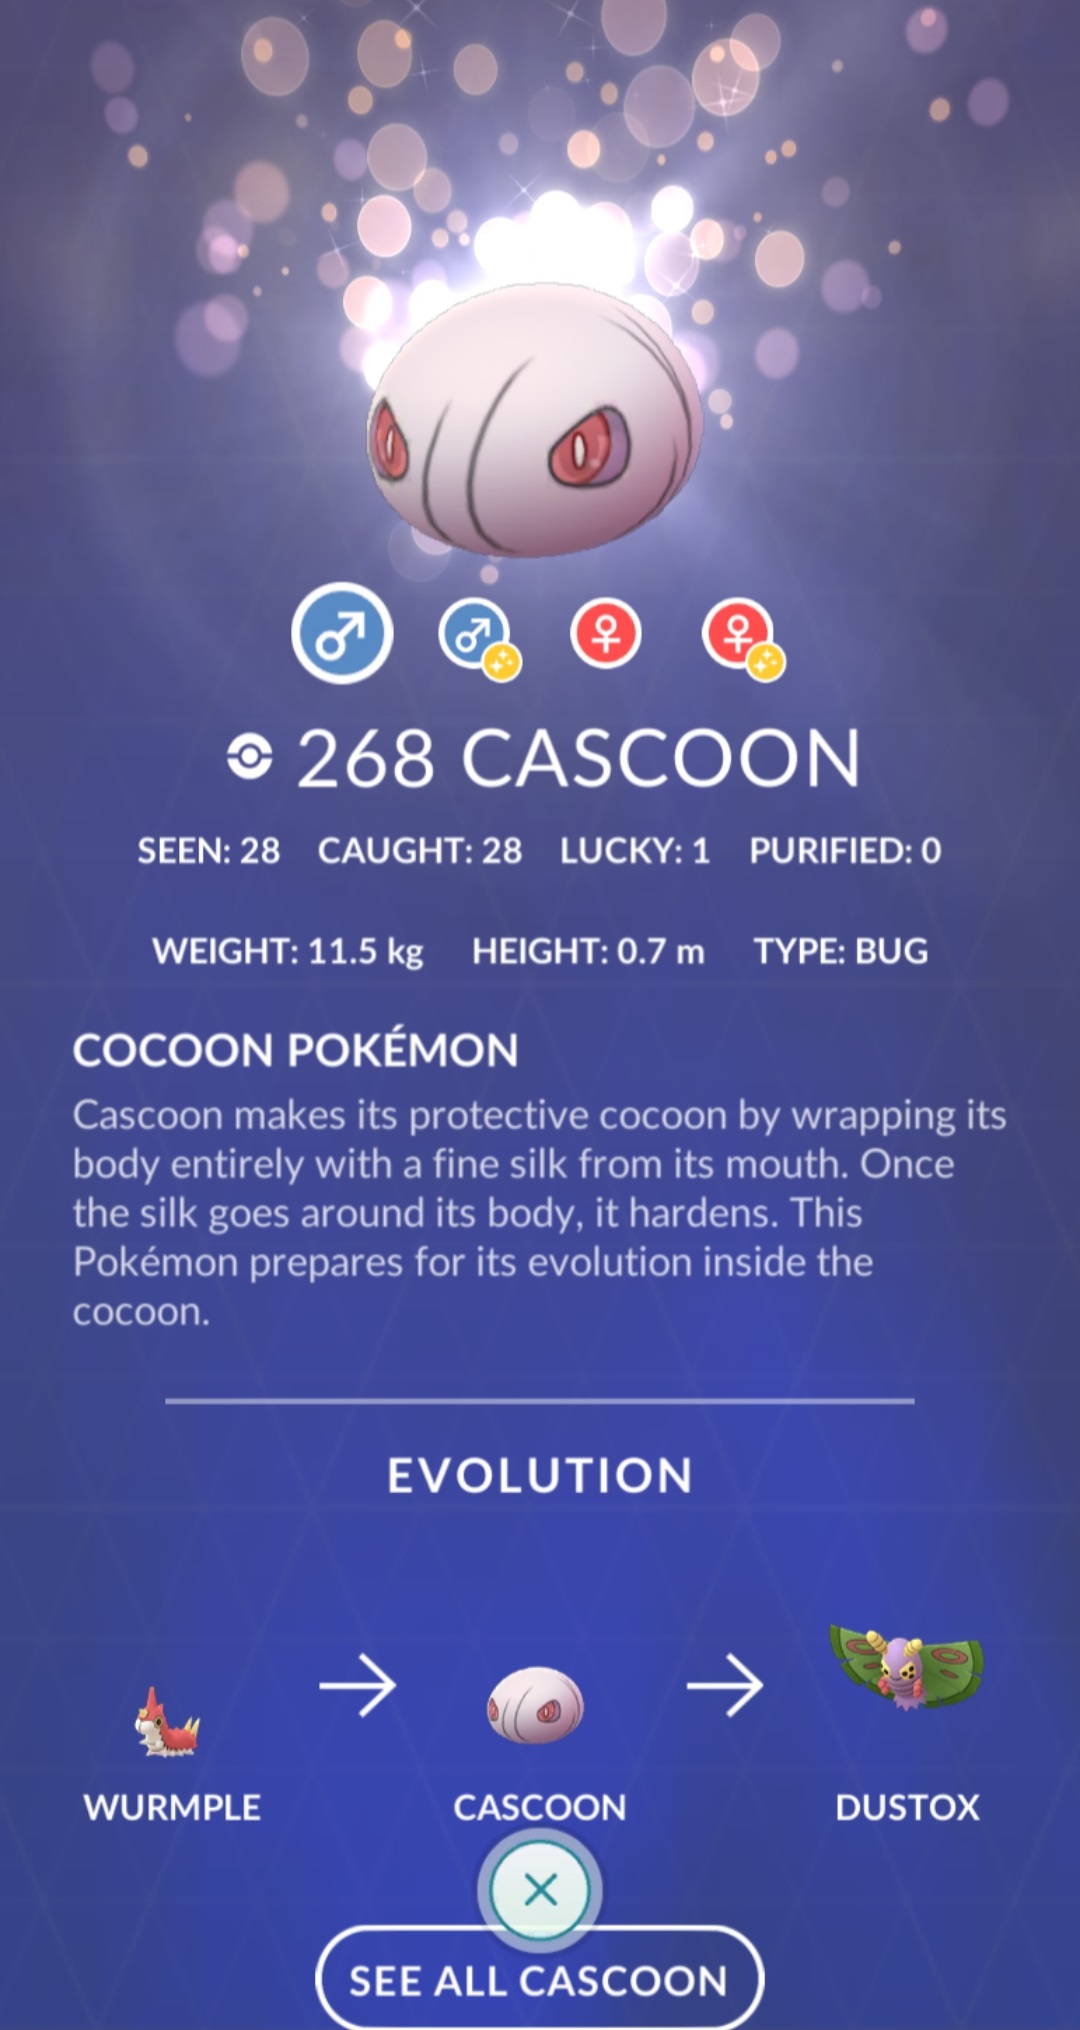 268 CASCOON
SEEN: 28 CAUGHT: 28 LUCKY: 1 PURIFIED: 0
WEIGHT: 11.5 kg HEIGHT: 0.7 m TYPE: BUG
COCOON POKÉMON
Cascoon makes its protective cocoon by wrapping its
body entirely with a fine silk from its mouth. Once
the silk goes around its body, it hardens. This
Pokémon prepares for its evolution inside the
cocoon.
EVOLUTION
WURMPLE CASCOON DUSTOX
SEE ALL CASCOON